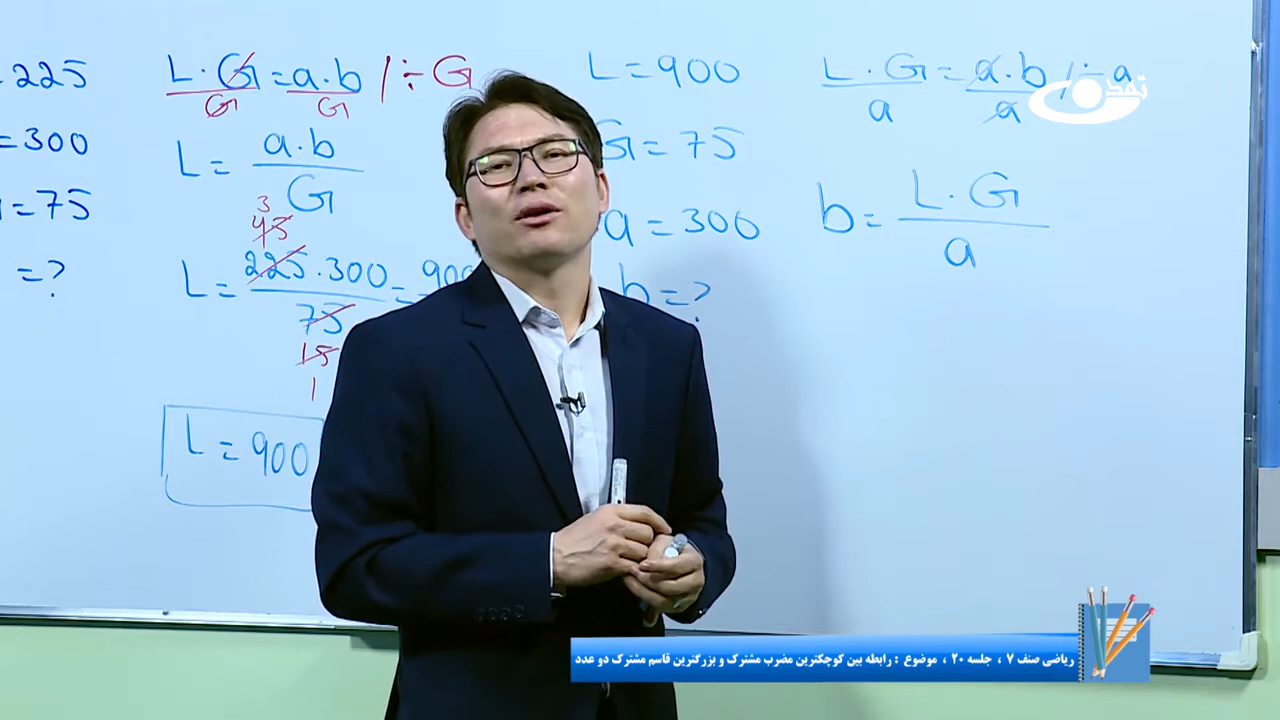 =225
=300
=75
=?
L·G=a·b /÷G
G G
L= a·b
G
3
45
L= 225·300 = 900
75
15
1
L=900
L=900
G=75
a=300
b=?
L·G=a·b /÷a
a a
b= L·G
a
تمدن
ریاضی صنف ۷ ، جلسه ۲۰ ، موضوع : رابطه بین کوچکترین مضرب مشترک و بزرگترین قاسم مشترک دو عدد